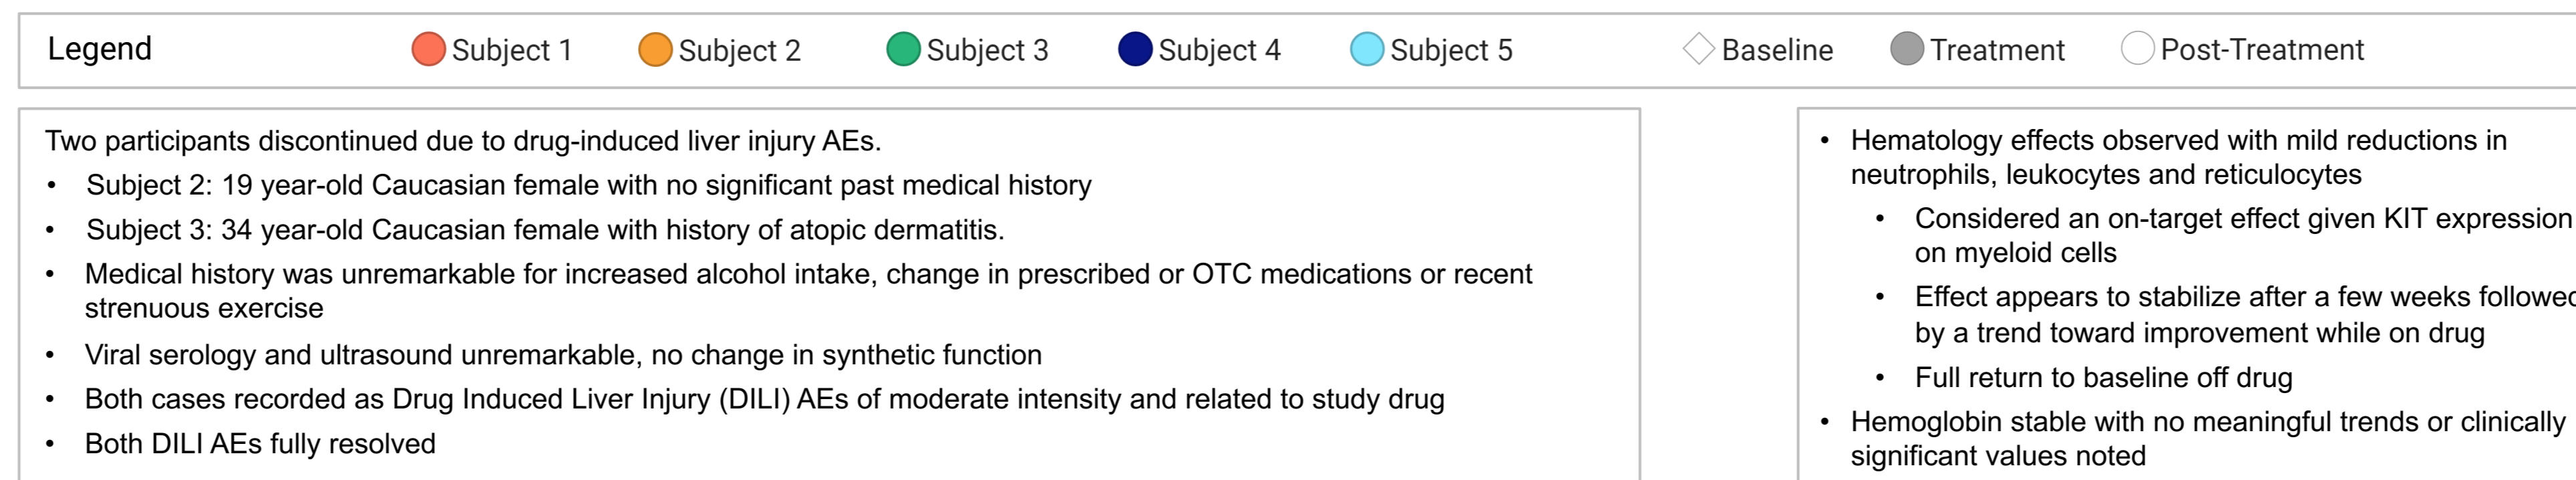 Legend Subject 1 Subject 2 Subject 3 Subject 4 Subject 5 Baseline Treatment Post-Treatment
Two participants discontinued due to drug-induced liver injury AEs.
• Subject 2: 19 year-old Caucasian female with no significant past medical history
• Subject 3: 34 year-old Caucasian female with history of atopic dermatitis.
• Medical history was unremarkable for increased alcohol intake, change in prescribed or OTC medications or recent
strenuous exercise
• Viral serology and ultrasound unremarkable, no change in synthetic function
• Both cases recorded as Drug Induced Liver Injury (DILI) AEs of moderate intensity and related to study drug
• Both DILI AEs fully resolved
• Hematology effects observed with mild reductions in
neutrophils, leukocytes and reticulocytes
• Considered an on-target effect given KIT expression
on myeloid cells
• Effect appears to stabilize after a few weeks followed
by a trend toward improvement while on drug
• Full return to baseline off drug
• Hemoglobin stable with no meaningful trends or clinically
significant values noted